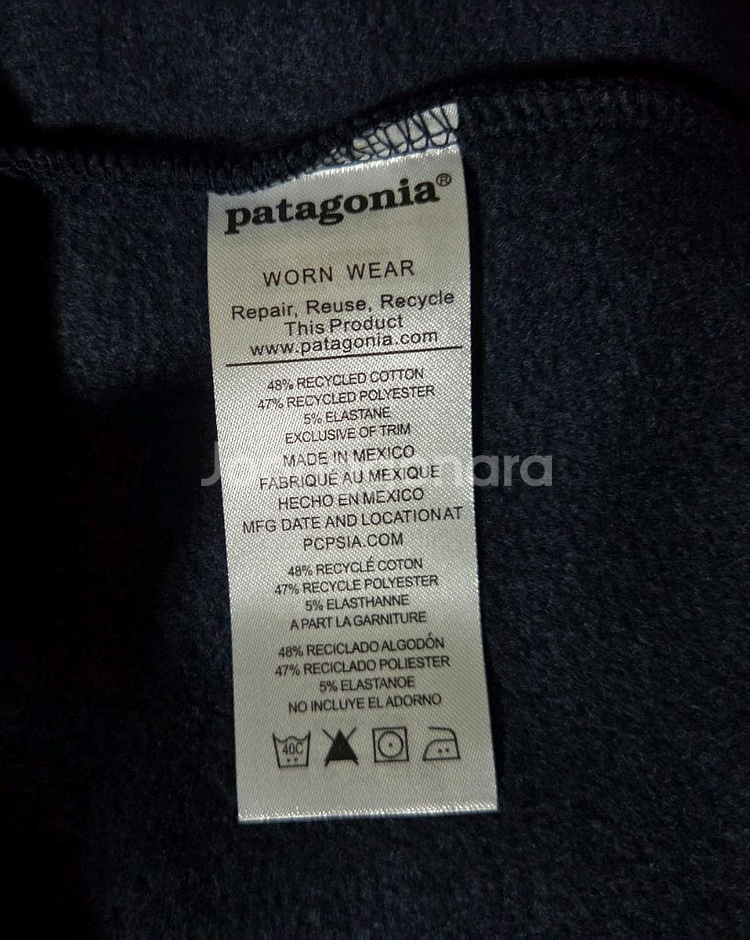 patagonia®
WORN WEAR
Repair, Reuse, Recycle
This Product
www.patagonia.com
48% RECYCLED COTTON
47% RECYCLED POLYESTER
5% ELASTANE
EXCLUSIVE OF TRIM
MADE IN MEXICO
FABRIQUÉ AU MEXIQUE
HECHO EN MEXICO
MFG DATE AND LOCATION AT
PCPSIA.COM
48% RECYCLÉ COTON
47% RECYCLE POLYESTER
5% ELASTHANNE
A PART LA GARNITURE
48% RECICLADO ALGODÓN
47% RECICLADO POLIESTER
5% ELASTANOE
NO INCLUYE EL ADORNO
40C